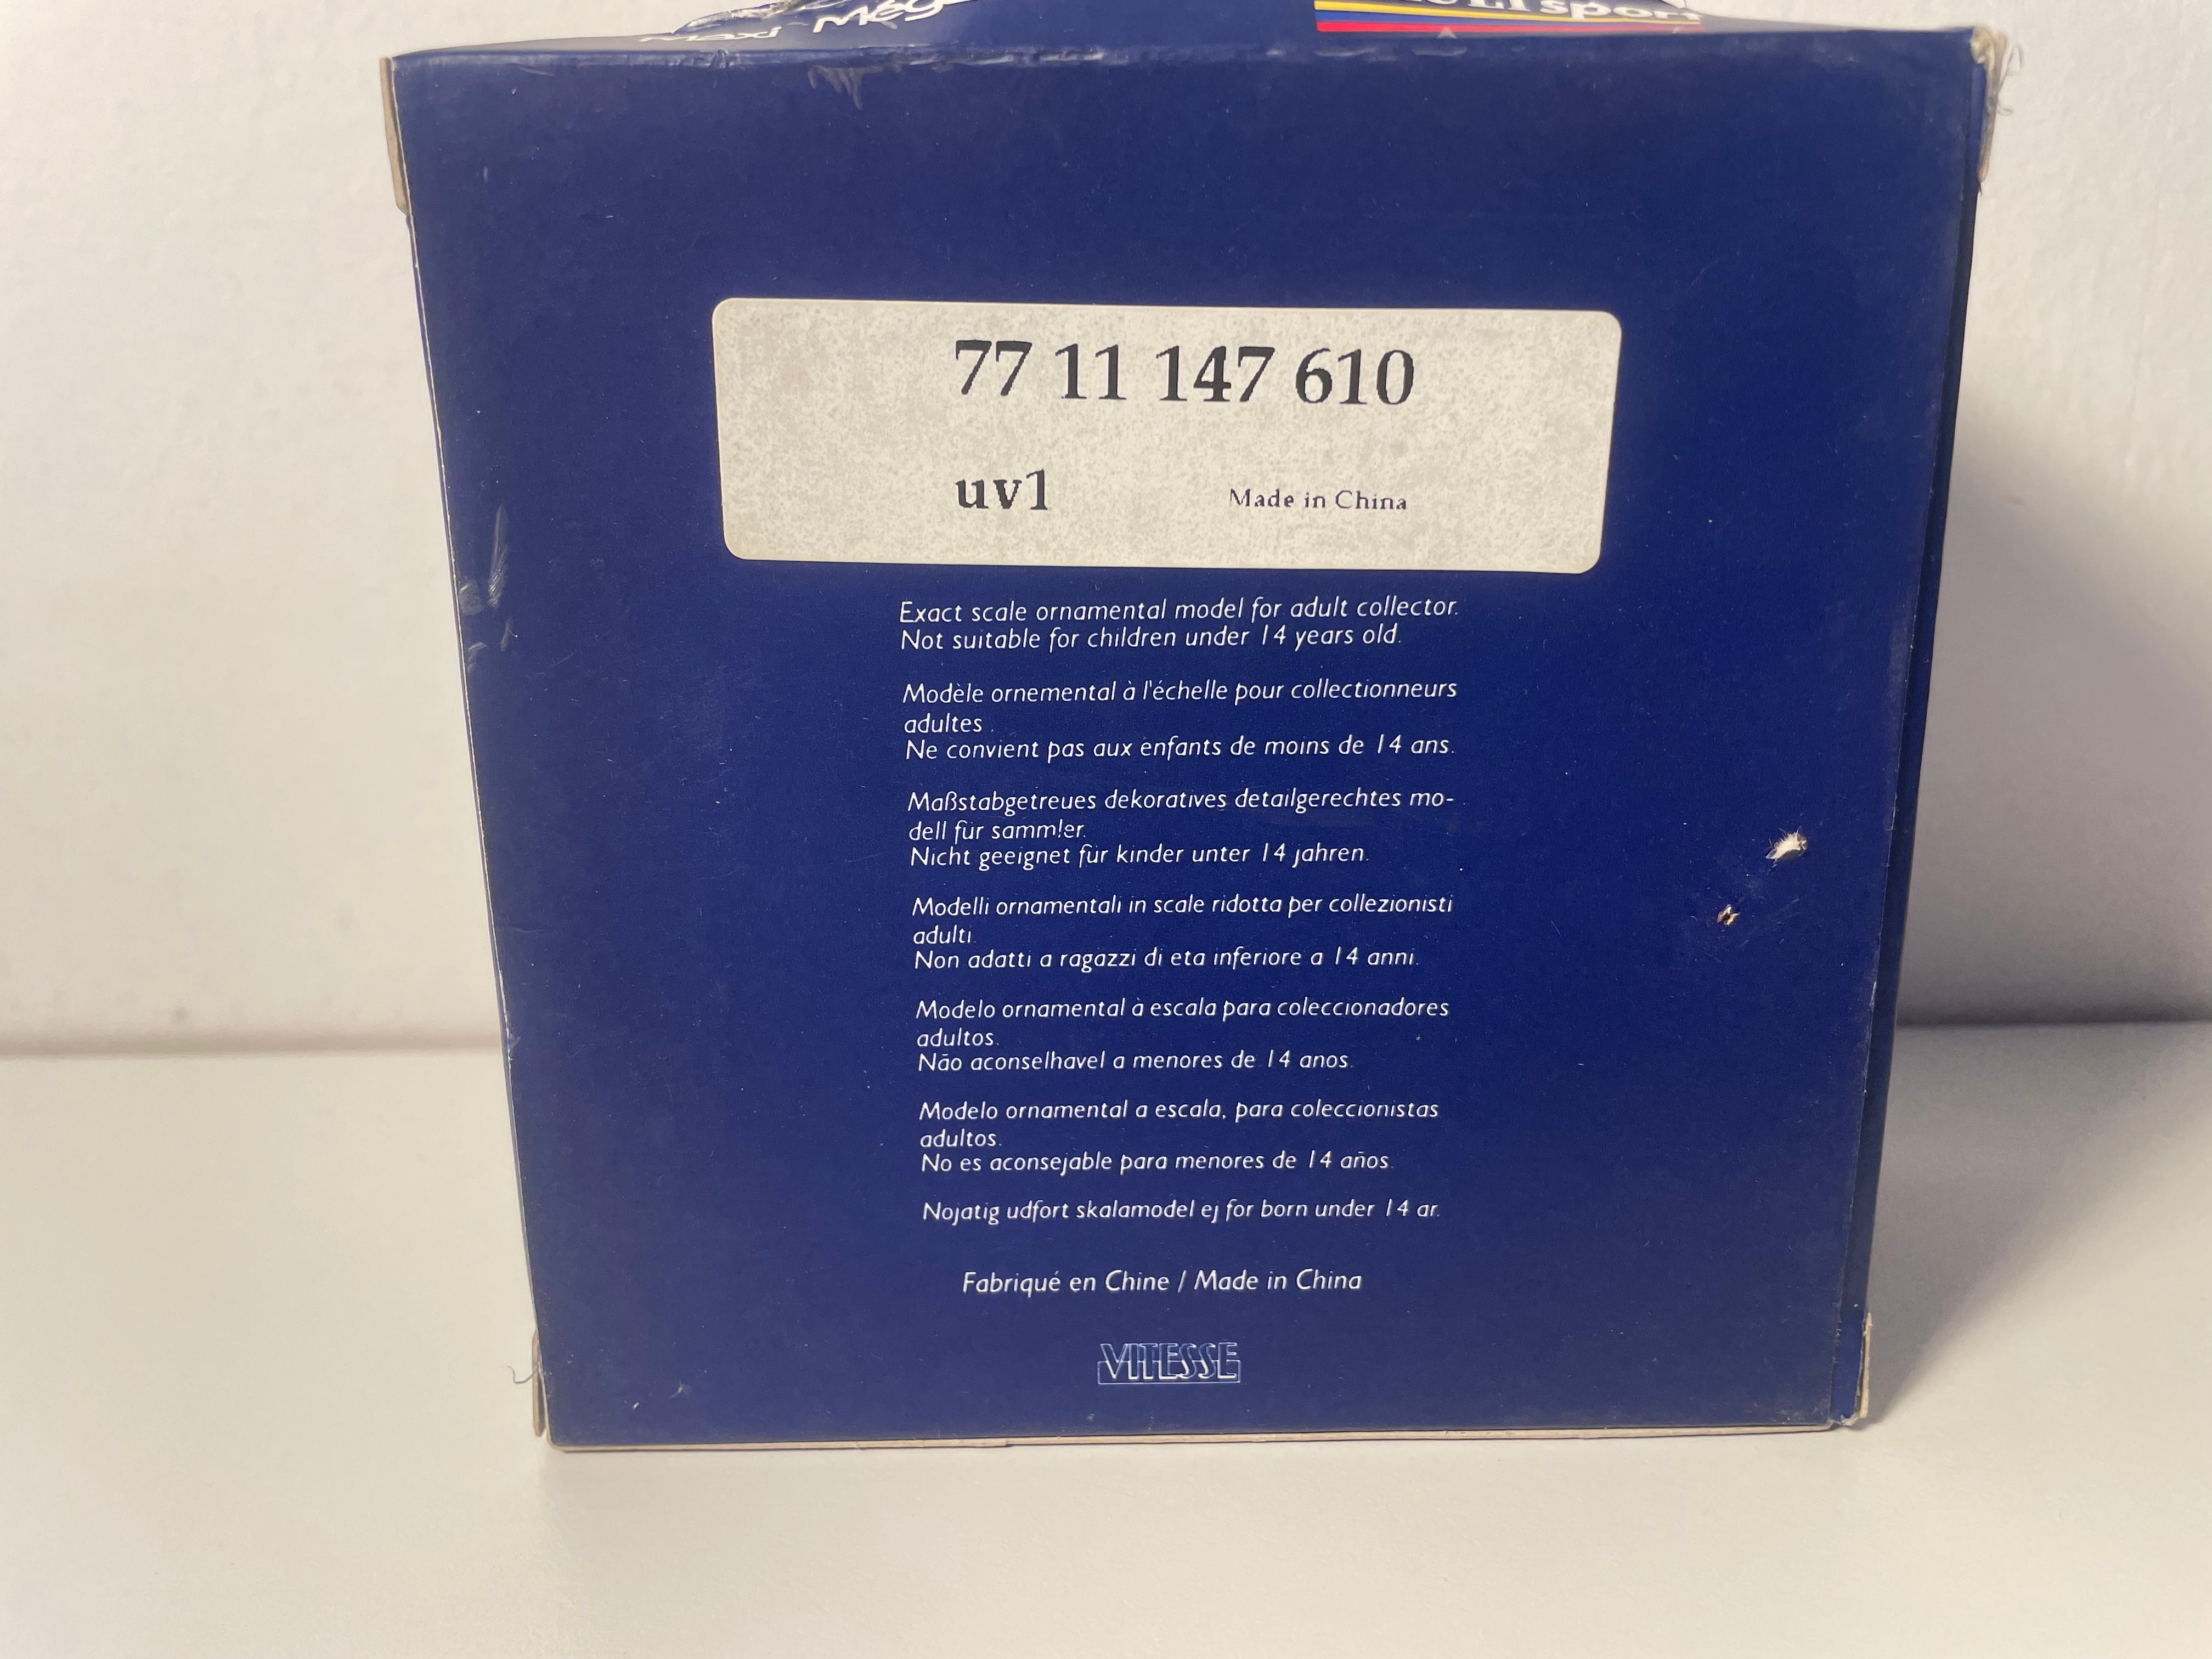 Maxi Még
sport
77 11 147 610
uv1 Made in China
Exact scale ornamental model for adult collector.
Not suitable for children under 14 years old.
Modèle ornemental à l'échelle pour collectionneurs
adultes.
Ne convient pas aux enfants de moins de 14 ans.
Maßstabgetreues dekoratives detailgerechtes mo-
dell für sammler.
Nicht geeignet für kinder unter 14 jahren.
Modelli ornamentali in scale ridotta per collezionisti
adulti.
Non adatti a ragazzi di eta inferiore a 14 anni.
Modelo ornamental à escala para coleccionadores
adultos.
Não aconselhavel a menores de 14 anos.
Modelo ornamental a escala, para coleccionistas
adultos.
No es aconsejable para menores de 14 años.
Nojatig udfort skalamodel ej for born under 14 ar.
Fabriqué en Chine / Made in China
VITESSE